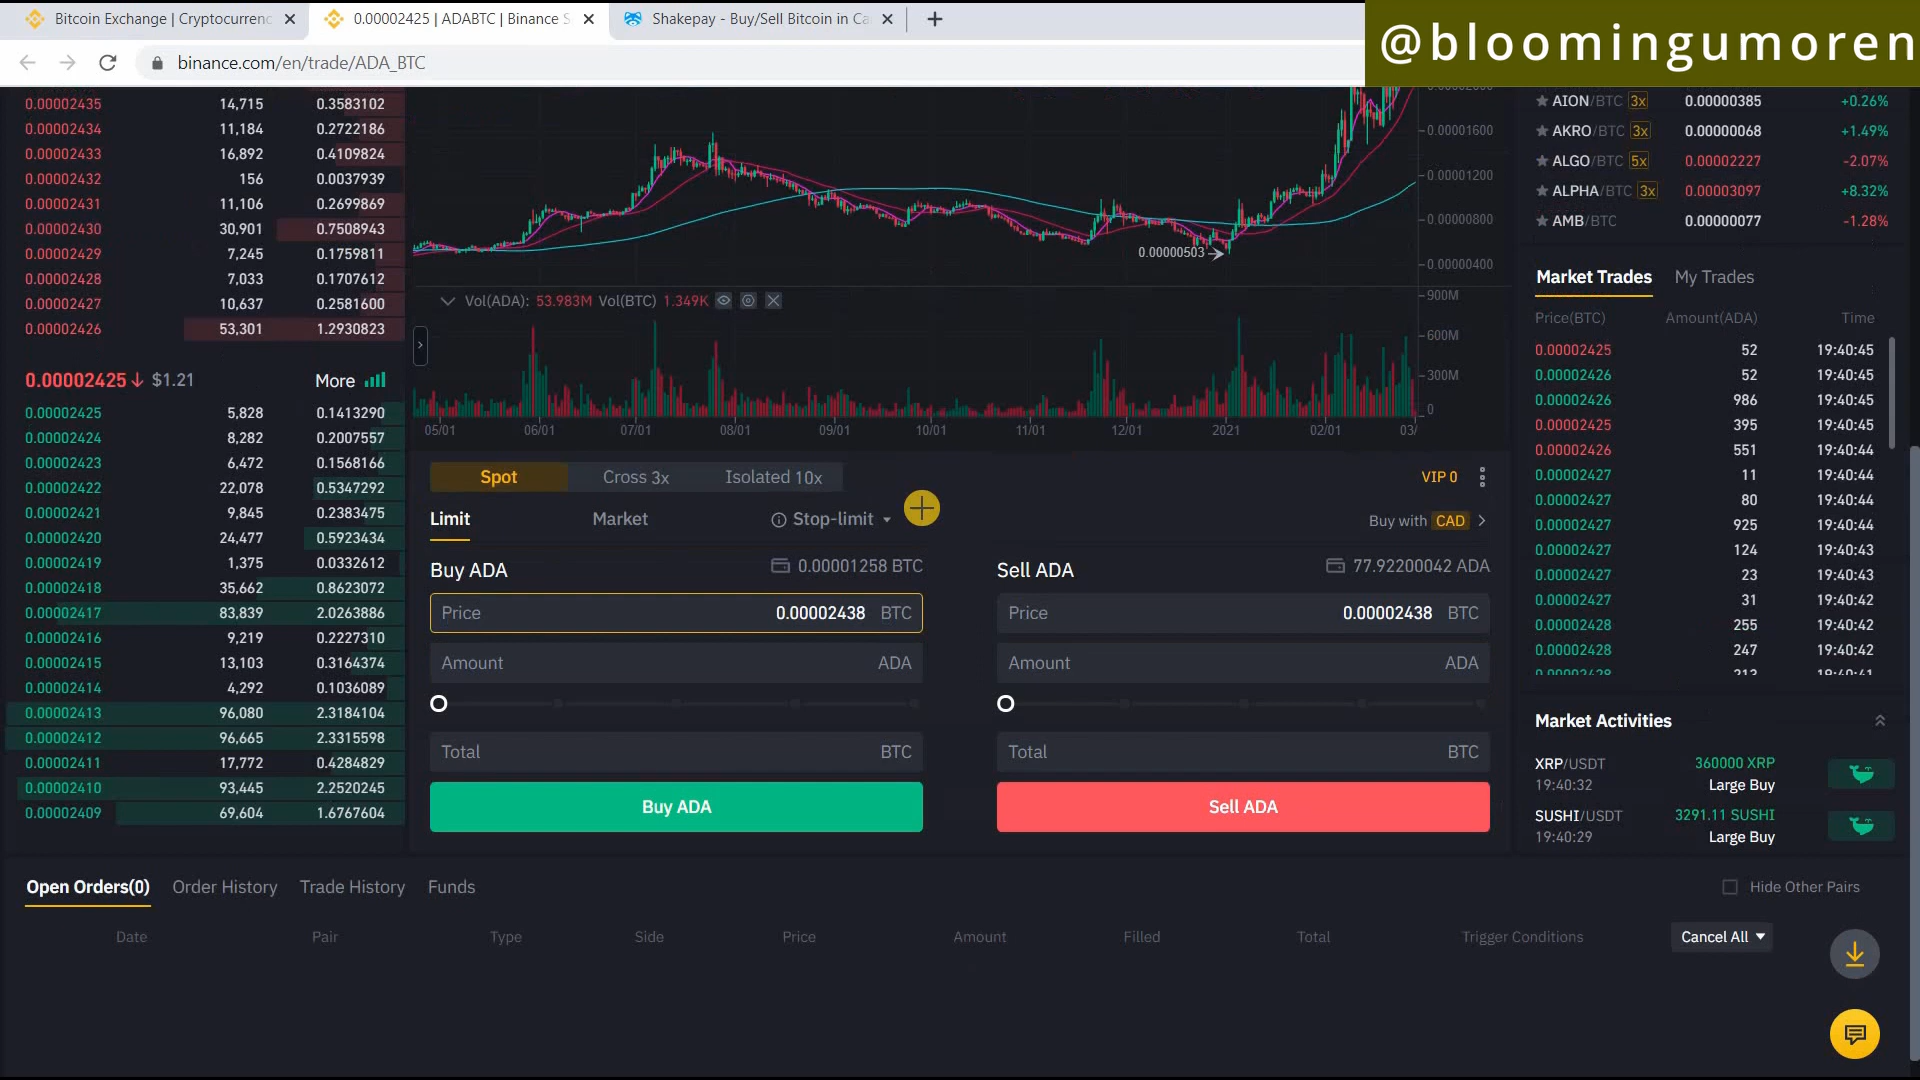 Bitcoin Exchange | Cryptocurrenc
0.00002425 | ADABTC | Binance S
Shakepay - Buy/Sell Bitcoin in Ca
@bloomingumoren
binance.com/en/trade/ADA_BTC
0.00002435 14,715 0.3583102
0.00002434 11,184 0.2722186
0.00002433 16,892 0.4109824
0.00002432 156 0.0037939
0.00002431 11,106 0.2699869
0.00002430 30,901 0.7508943
0.00002429 7,245 0.1759811
0.00002428 7,033 0.1707612
0.00002427 10,637 0.2581600
0.00002426 53,301 1.2930823
0.00002425 $1.21 More
0.00002425 5,828 0.1413290
0.00002424 8,282 0.2007557
0.00002423 6,472 0.1568166
0.00002422 22,078 0.5347292
0.00002421 9,845 0.2383475
0.00002420 24,477 0.5923434
0.00002419 1,375 0.0332612
0.00002418 35,662 0.8623072
0.00002417 83,839 2.0263886
0.00002416 9,219 0.2227310
0.00002415 13,103 0.3164374
0.00002414 4,292 0.1036089
0.00002413 96,080 2.3184104
0.00002412 96,665 2.3315598
0.00002411 17,772 0.4284829
0.00002410 93,445 2.2520245
0.00002409 69,604 1.6767604
0.00001600
0.00001200
0.00000800
0.00000503
0.00000400
Vol(ADA): 53.983M Vol(BTC) 1.349K
900M
600M
300M
0
05/01 06/01 07/01 08/01 09/01 10/01 11/01 12/01 2021 02/01 03/
Spot Cross 3x Isolated 10x VIP 0
Limit Market Stop-limit Buy with CAD
Buy ADA 0.00001258 BTC
Price 0.00002438 BTC
Amount ADA
Total BTC
Buy ADA
Sell ADA 77.92200042 ADA
Price 0.00002438 BTC
Amount ADA
Total BTC
Sell ADA
AION/BTC 3x 0.00000385 +0.26%
AKRO/BTC 3x 0.00000068 +1.49%
ALGO/BTC 5x 0.00002227 -2.07%
ALPHA/BTC 3x 0.00003097 +8.32%
AMB/BTC 0.00000077 -1.28%
Market Trades My Trades
Price(BTC) Amount(ADA) Time
0.00002425 52 19:40:45
0.00002426 52 19:40:45
0.00002426 986 19:40:45
0.00002425 395 19:40:45
0.00002426 551 19:40:44
0.00002427 11 19:40:44
0.00002427 80 19:40:44
0.00002427 925 19:40:44
0.00002427 124 19:40:43
0.00002427 23 19:40:43
0.00002427 31 19:40:42
0.00002428 255 19:40:42
0.00002428 247 19:40:42
Market Activities
XRP/USDT 360000 XRP
19:40:32 Large Buy
SUSHI/USDT 3291.11 SUSHI
19:40:29 Large Buy
Open Orders(0) Order History Trade History Funds Hide Other Pairs
Date Pair Type Side Price Amount Filled Total Trigger Conditions Cancel All